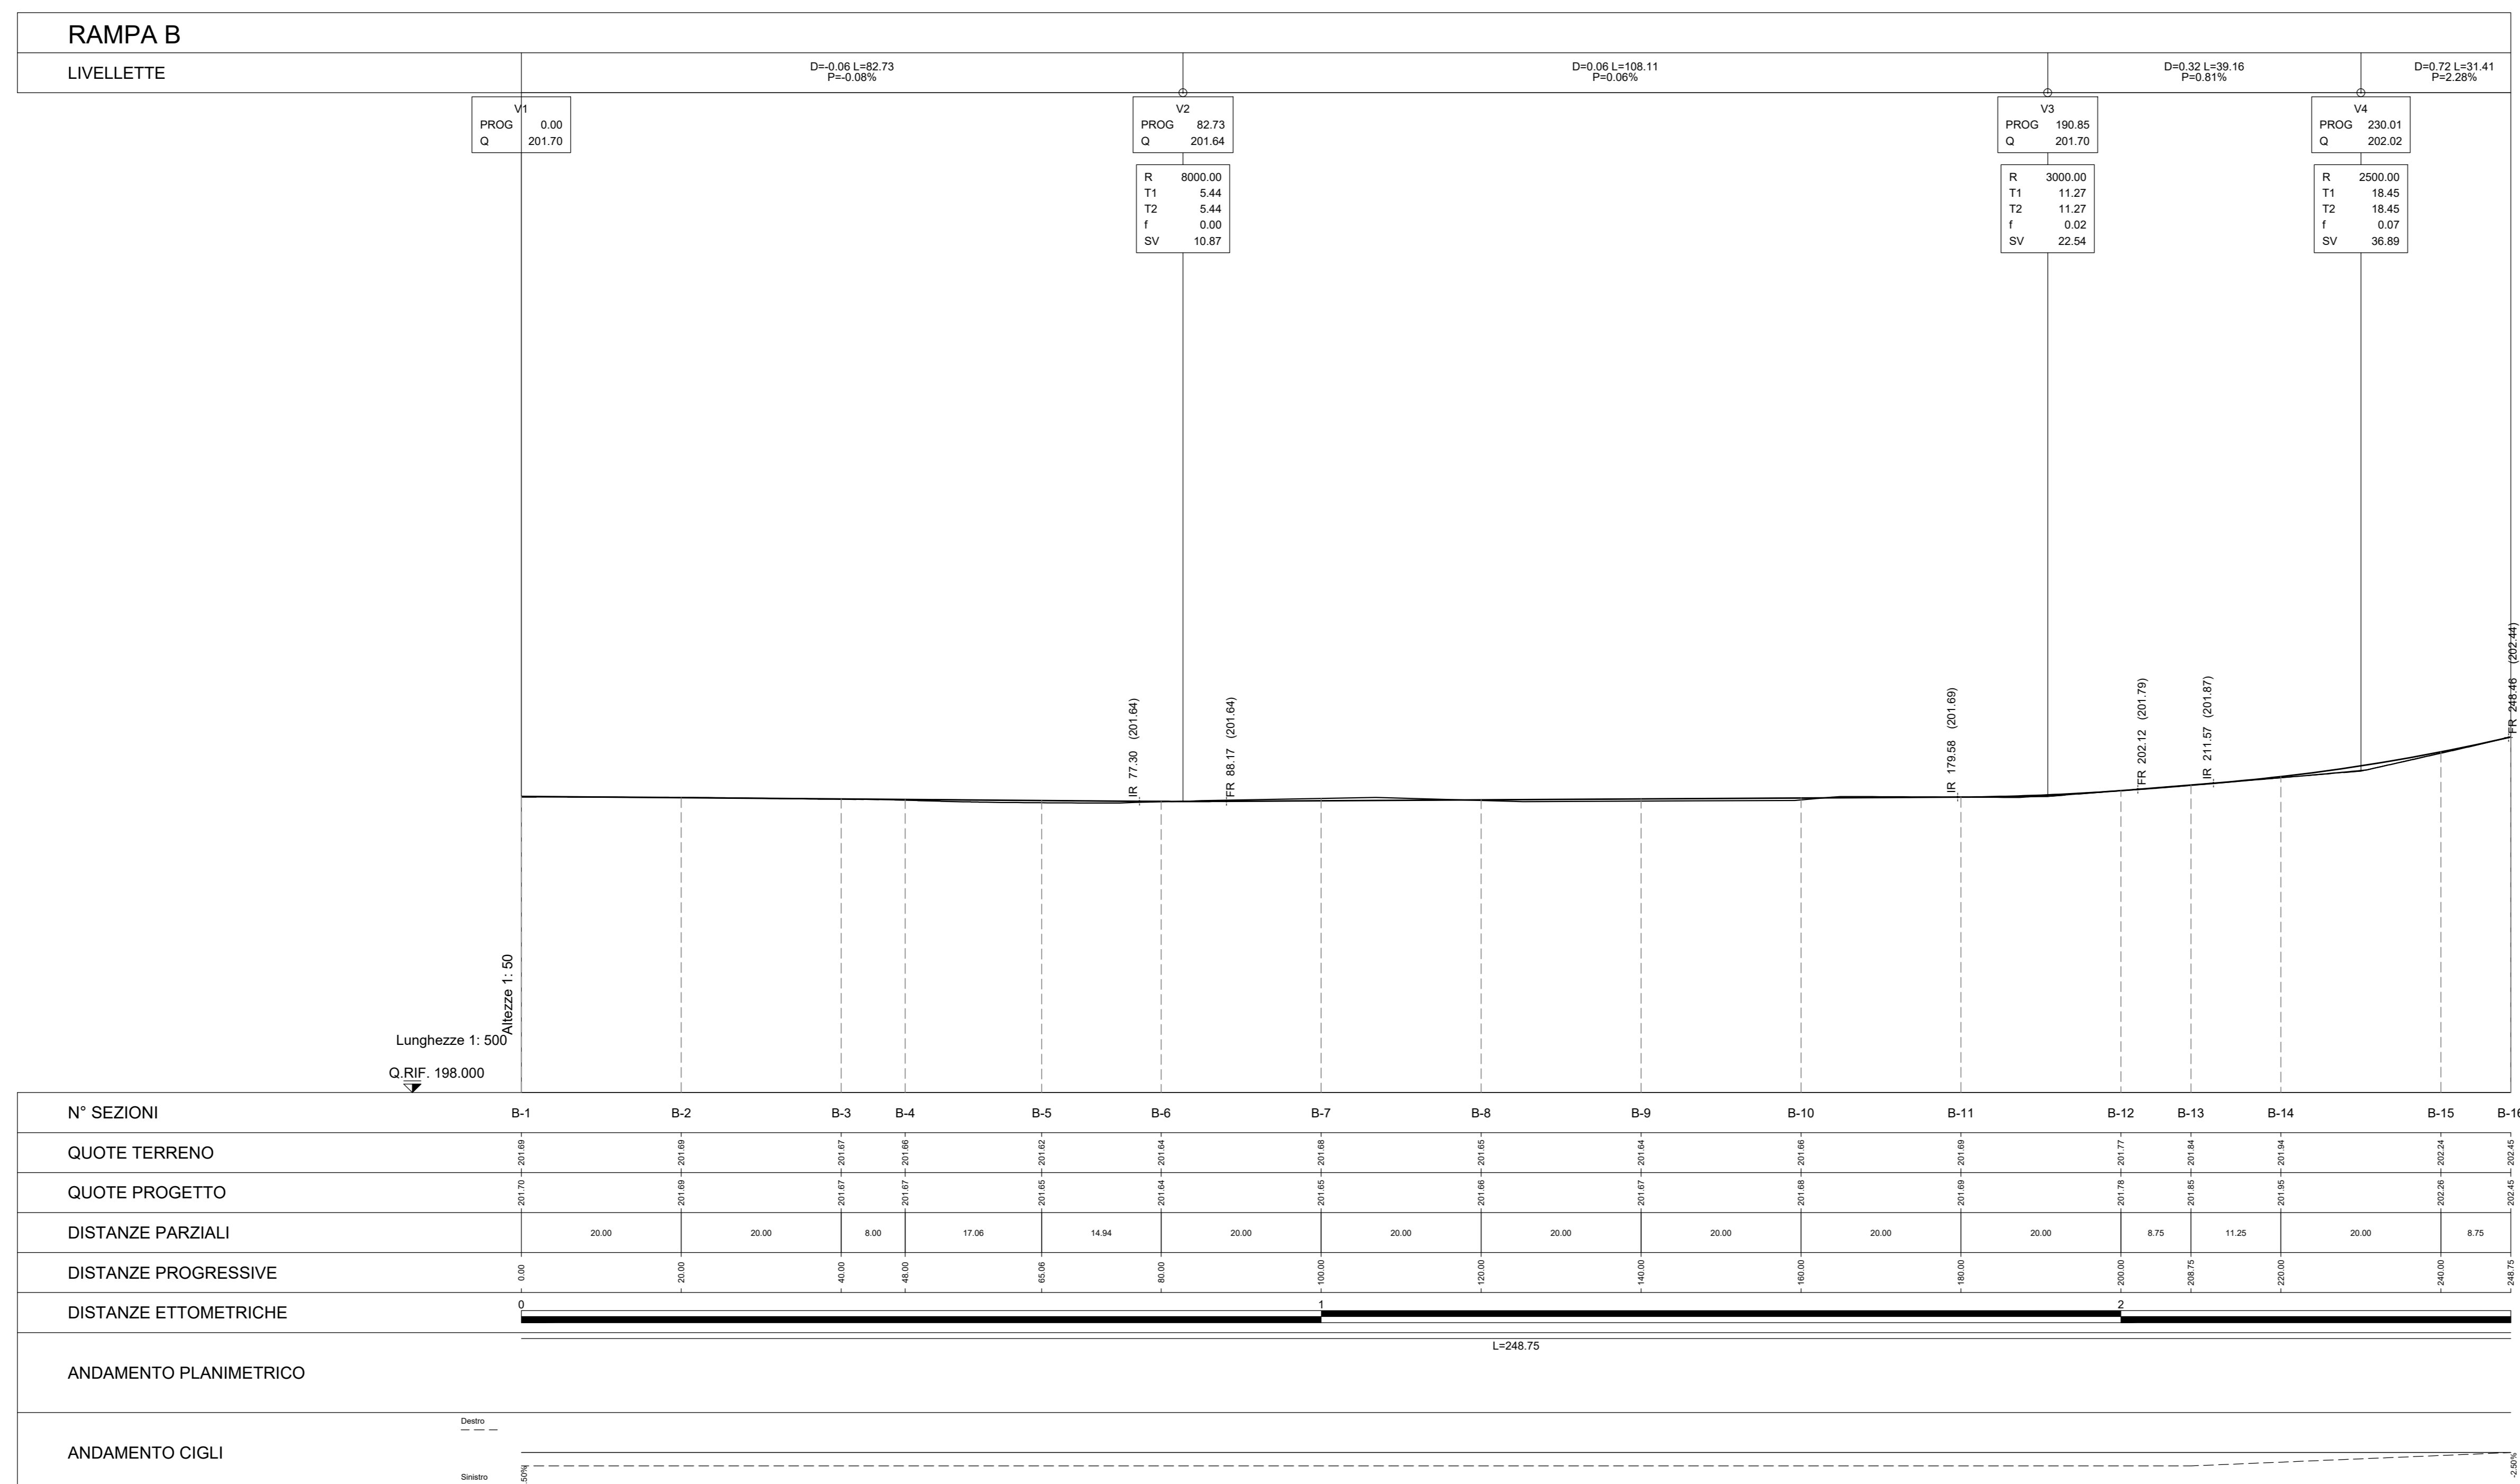 RAMPA B
LIVELLETTE
D=-0.06 L=82.73
P=-0.08%
D=0.06 L=108.11
P=0.06%
D=0.32 L=39.16
P=0.81%
D=0.72 L=31.41
P=2.28%
V1
PROG 0.00
Q 201.70
V2
PROG 82.73
Q 201.64
R 8000.00
T1 5.44
T2 5.44
f 0.00
SV 10.87
V3
PROG 190.85
Q 201.70
R 3000.00
T1 11.27
T2 11.27
f 0.02
SV 22.54
V4
PROG 230.01
Q 202.02
R 2500.00
T1 18.45
T2 18.45
f 0.07
SV 36.89
IR 77.30 (201.64)
FR 88.17 (201.64)
IR 179.58 (201.69)
FR 202.12 (201.79)
IR 211.57 (201.87)
FR 248.46 (202.44)
Altezze 1: 50
Lunghezze 1: 500
Q.RIF. 198.000
N° SEZIONI B-1 B-2 B-3 B-4 B-5 B-6 B-7 B-8 B-9 B-10 B-11 B-12 B-13 B-14 B-15 B-16
QUOTE TERRENO 201.69 201.69 201.67 201.66 201.62 201.64 201.68 201.65 201.64 201.66 201.69 201.77 201.84 201.94 202.24 202.45
QUOTE PROGETTO 201.70 201.69 201.67 201.67 201.65 201.64 201.65 201.66 201.67 201.68 201.69 201.78 201.85 201.95 202.26 202.45
DISTANZE PARZIALI 20.00 20.00 8.00 17.06 14.94 20.00 20.00 20.00 20.00 20.00 20.00 8.75 11.25 20.00 8.75
DISTANZE PROGRESSIVE 0.00 20.00 40.00 48.00 65.06 80.00 100.00 120.00 140.00 160.00 180.00 200.00 208.75 220.00 240.00 248.75
DISTANZE ETTOMETRICHE 0 1 2
L=248.75
ANDAMENTO PLANIMETRICO
Destro
ANDAMENTO CIGLI
Sinistro
.50%
-2.50%